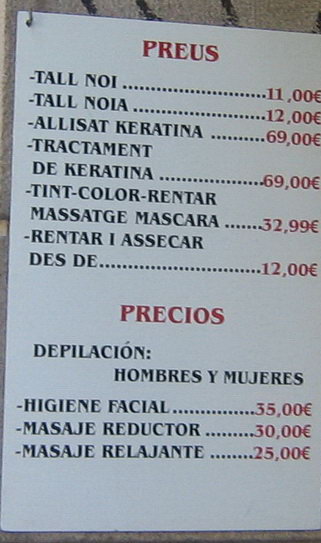 PREUS
-TALL NOI ............................11,00€
-TALL NOIA ..........................12,00€
-ALLISAT KERATINA ..........69,00€
-TRACTAMENT
DE KERATINA ....................69,00€
-TINT-COLOR-RENTAR
MASSATGE MASCARA .......32,99€
-RENTAR I ASSECAR
DES DE...............................12,00€
PRECIOS
DEPILACIÓN:
HOMBRES Y MUJERES
-HIGIENE FACIAL...............35,00€
-MASAJE REDUCTOR .........30,00€
-MASAJE RELAJANTE ........25,00€